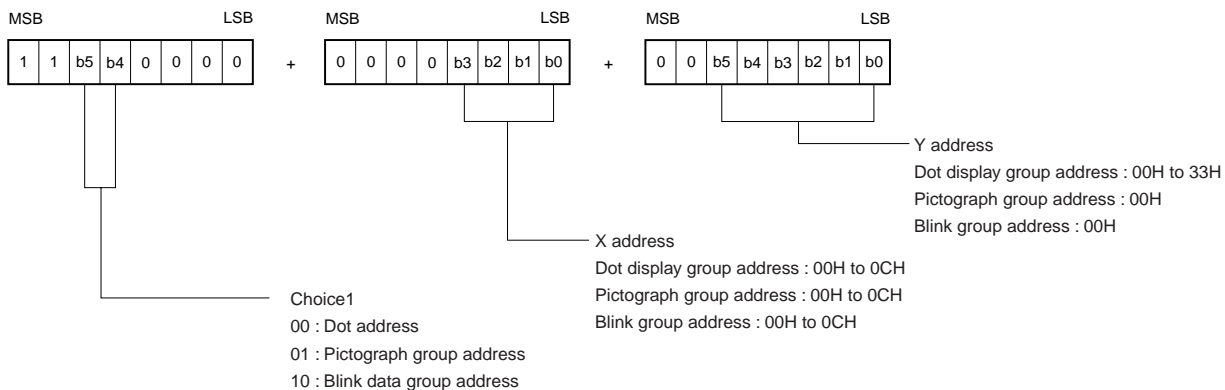 MSB LSB MSB LSB MSB LSB
1 1 b5 b4 0 0 0 0 + 0 0 0 0 b3 b2 b1 b0 + 0 0 b5 b4 b3 b2 b1 b0
Y address
Dot display group address : 00H to 33H
Pictograph group address : 00H
Blink group address : 00H
X address
Dot display group address : 00H to 0CH
Pictograph group address : 00H to 0CH
Blink group address : 00H to 0CH
Choice1
00 : Dot address
01 : Pictograph group address
10 : Blink data group address